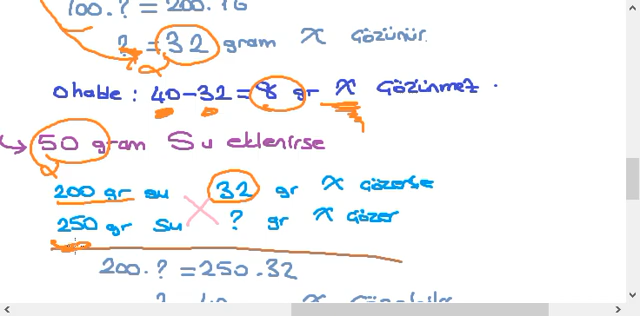 100.? = 200.16
? = 32 gram X çözünür.
O halde : 40-32 = 8 gr X çözünmez.
50 gram Su eklenirse
200 gr su 32 gr X çözerse
250 gr su ? gr X çözer
200.? = 250.32